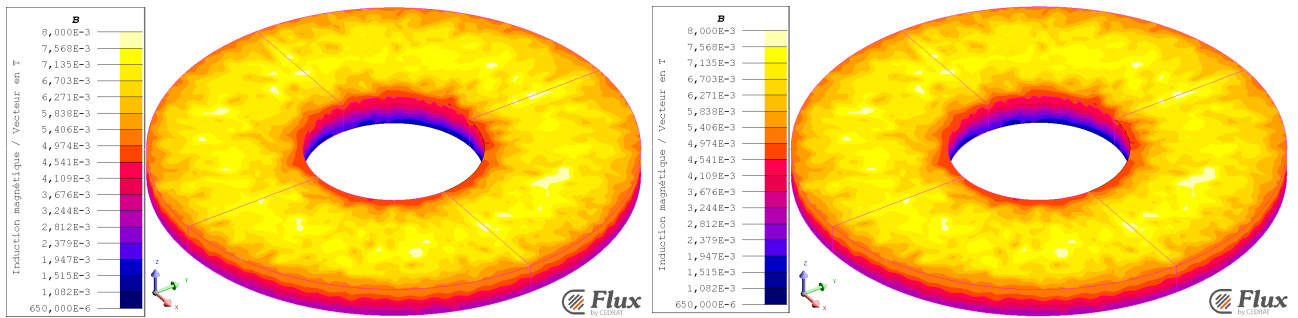 B
Induction magnétique / Vecteur en T
8,000E-3
7,568E-3
7,135E-3
6,703E-3
6,271E-3
5,838E-3
5,406E-3
4,974E-3
4,541E-3
4,109E-3
3,676E-3
3,244E-3
2,812E-3
2,379E-3
1,947E-3
1,515E-3
1,082E-3
650,000E-6
Z
Y
X
Flux
by CEDRAT
B
Induction magnétique / Vecteur en T
8,000E-3
7,568E-3
7,135E-3
6,703E-3
6,271E-3
5,838E-3
5,406E-3
4,974E-3
4,541E-3
4,109E-3
3,676E-3
3,244E-3
2,812E-3
2,379E-3
1,947E-3
1,515E-3
1,082E-3
650,000E-6
Z
Y
X
Flux
by CEDRAT